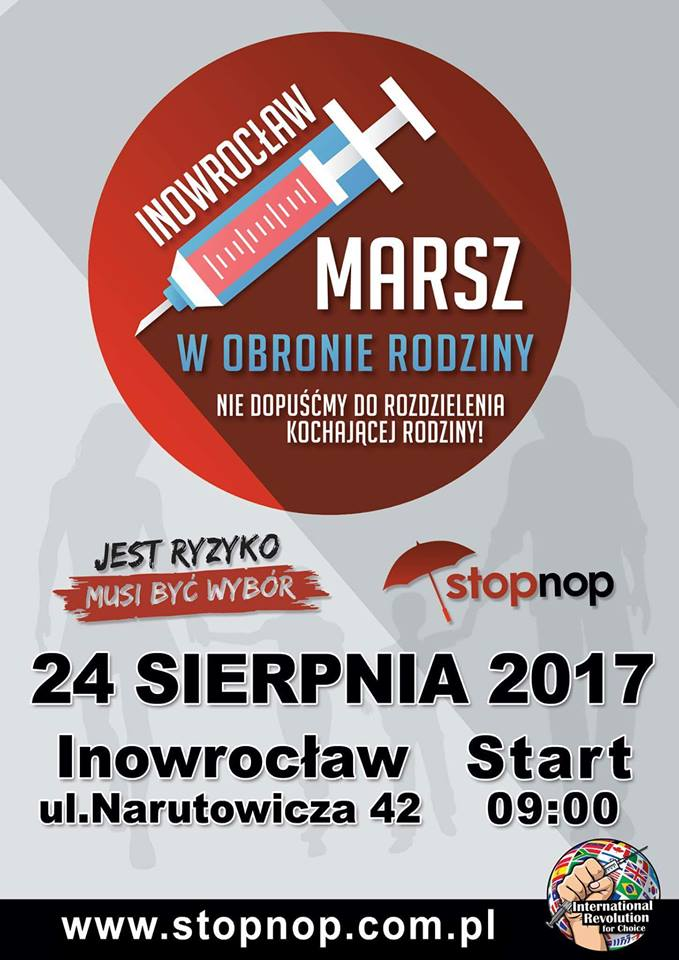 INOWROCŁAW
MARSZ
W OBRONIE RODZINY
NIE DOPUŚĆMY DO ROZDZIELENIA
KOCHAJĄCEJ RODZINY!
JEST RYZYKO
MUSI BYĆ WYBÓR
stopnop
24 SIERPNIA 2017
Inowrocław
ul.Narutowicza 42
Start
09:00
International
Revolution
for Choice
www.stopnop.com.pl